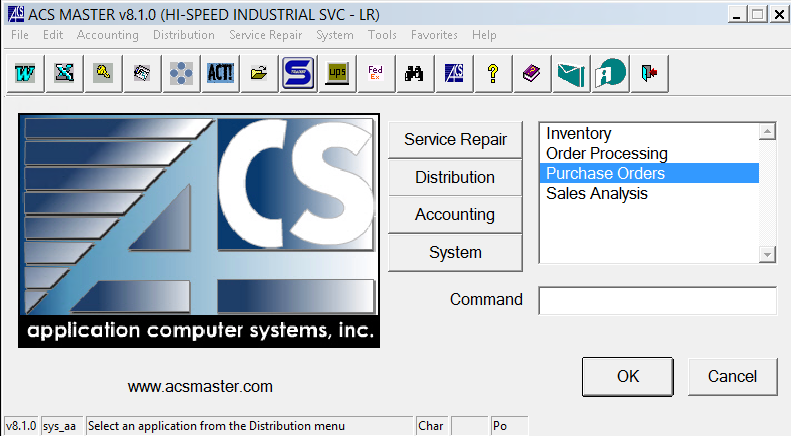 ACS MASTER v8.1.0 (HI-SPEED INDUSTRIAL SVC - LR)
File Edit Accounting Distribution Service Repair System Tools Favorites Help
W X ACT! S TRAKER ups Fed Ex ACS ? A
ACS
application computer systems, inc.
www.acsmaster.com
Service Repair
Distribution
Accounting
System
Inventory
Order Processing
Purchase Orders
Sales Analysis
Command
OK Cancel
v8.1.0 sys_aa Select an application from the Distribution menu Char Po